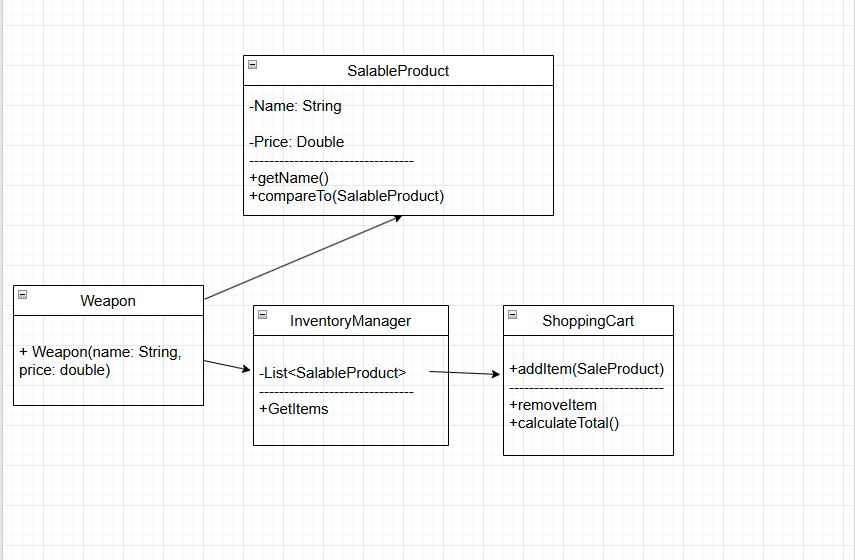 SalableProduct
-Name: String
-Price: Double
---------------------------------
+getName()
+compareTo(SalableProduct)
Weapon
+ Weapon(name: String,
price: double)
InventoryManager
-List<SalableProduct>
-------------------------------
+GetItems
ShoppingCart
+addItem(SaleProduct)
-------------------------------
+removeItem
+calculateTotal()